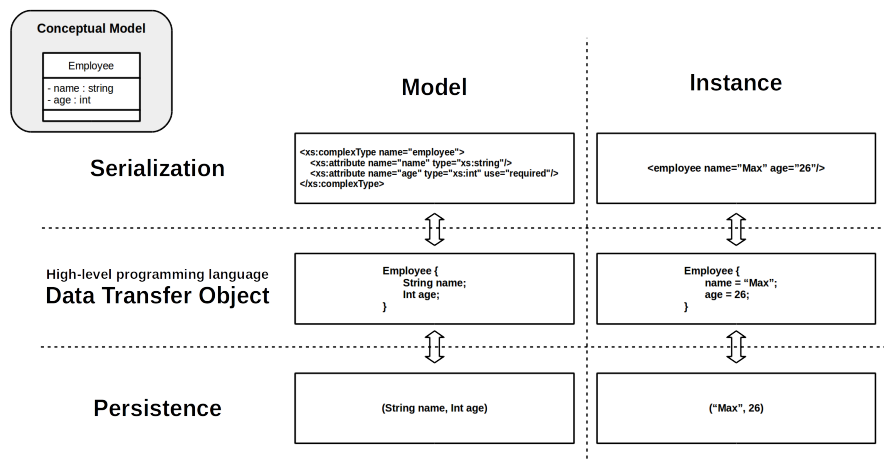 Conceptual Model
Employee
- name : string
- age : int
Model
Instance
Serialization
<xs:complexType name="employee">
<xs:attribute name="name" type="xs:string"/>
<xs:attribute name="age" type="xs:int" use="required"/>
</xs:complexType>
<employee name=”Max” age=”26”/>
High-level programming language
Data Transfer Object
Employee {
String name;
Int age;
}
Employee {
name = “Max”;
age = 26;
}
Persistence
(String name, Int age)
(“Max”, 26)